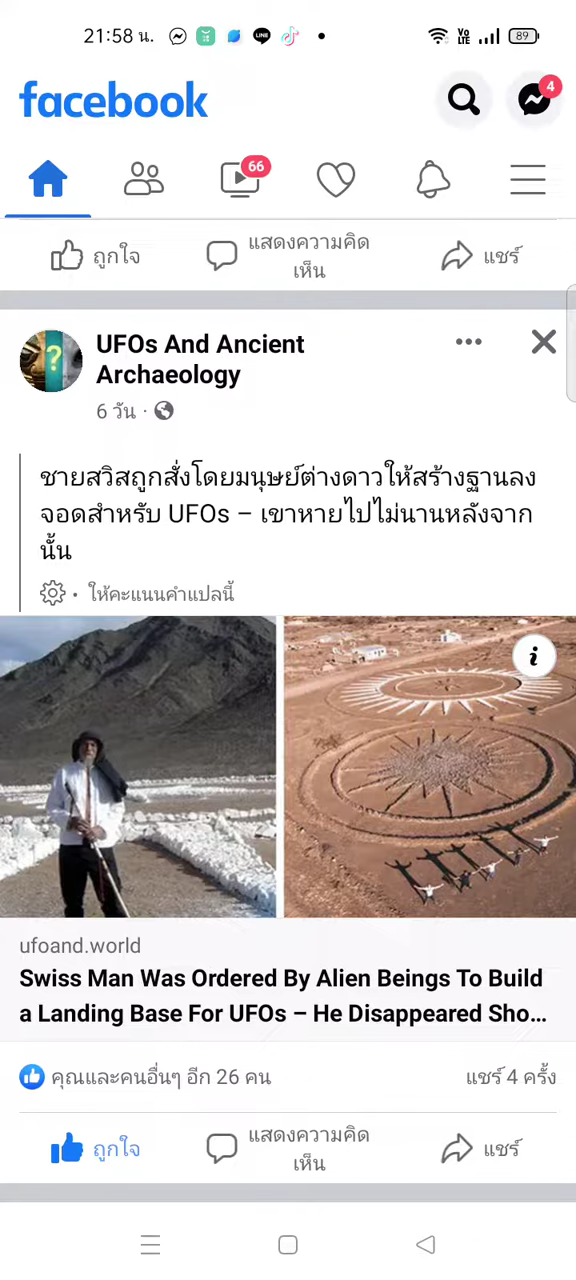 21:58 น.
VO LTE
89
facebook
4
66
ถูกใจ
แสดงความคิด
เห็น
แชร์
UFOs And Ancient
Archaeology
6 วัน ·
ชายสวิสถูกสั่งโดยมนุษย์ต่างดาวให้สร้างฐานลง
จอดสำหรับ UFOs – เขาหายไปไม่นานหลังจาก
นั้น
· ให้คะแนนคำแปลนี้
i
ufoand.world
Swiss Man Was Ordered By Alien Beings To Build
a Landing Base For UFOs – He Disappeared Sho...
คุณและคนอื่นๆ อีก 26 คน
แชร์ 4 ครั้ง
ถูกใจ
แสดงความคิด
เห็น
แชร์